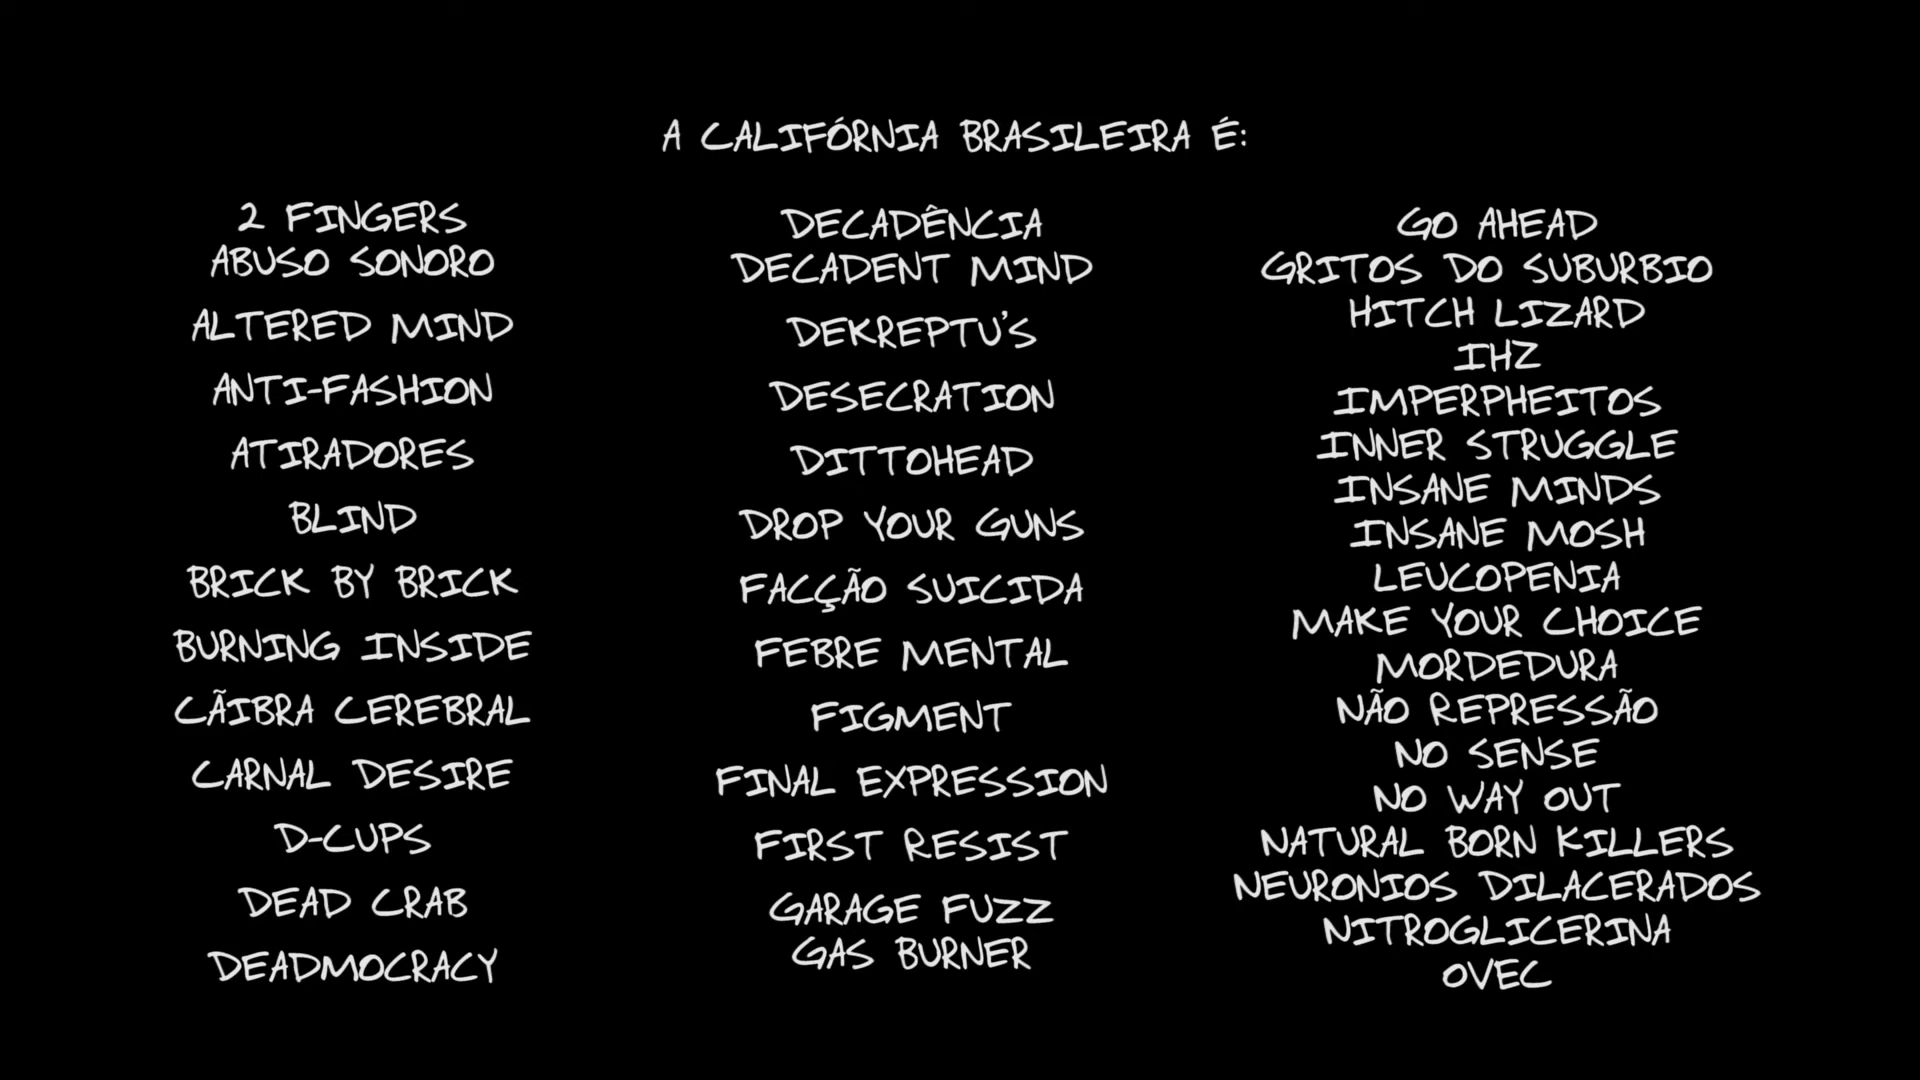 A CALIFÓRNIA BRASILEIRA É:
2 FINGERS
ABUSO SONORO
ALTERED MIND
ANTI-FASHION
ATIRADORES
BLIND
BRICK BY BRICK
BURNING INSIDE
CÃIBRA CEREBRAL
CARNAL DESIRE
D-CUPS
DEAD CRAB
DEADMOCRACY
DECADÊNCIA
DECADENT MIND
DEKREPTU'S
DESECRATION
DITTOHEAD
DROP YOUR GUNS
FACÇÃO SUICIDA
FEBRE MENTAL
FIGMENT
FINAL EXPRESSION
FIRST RESIST
GARAGE FUZZ
GAS BURNER
GO AHEAD
GRITOS DO SUBURBIO
HITCH LIZARD
IHZ
IMPERPHEITOS
INNER STRUGGLE
INSANE MINDS
INSANE MOSH
LEUCOPENIA
MAKE YOUR CHOICE
MORDEDURA
NÃO REPRESSÃO
NO SENSE
NO WAY OUT
NATURAL BORN KILLERS
NEURONIOS DILACERADOS
NITROGLICERINA
OVEC